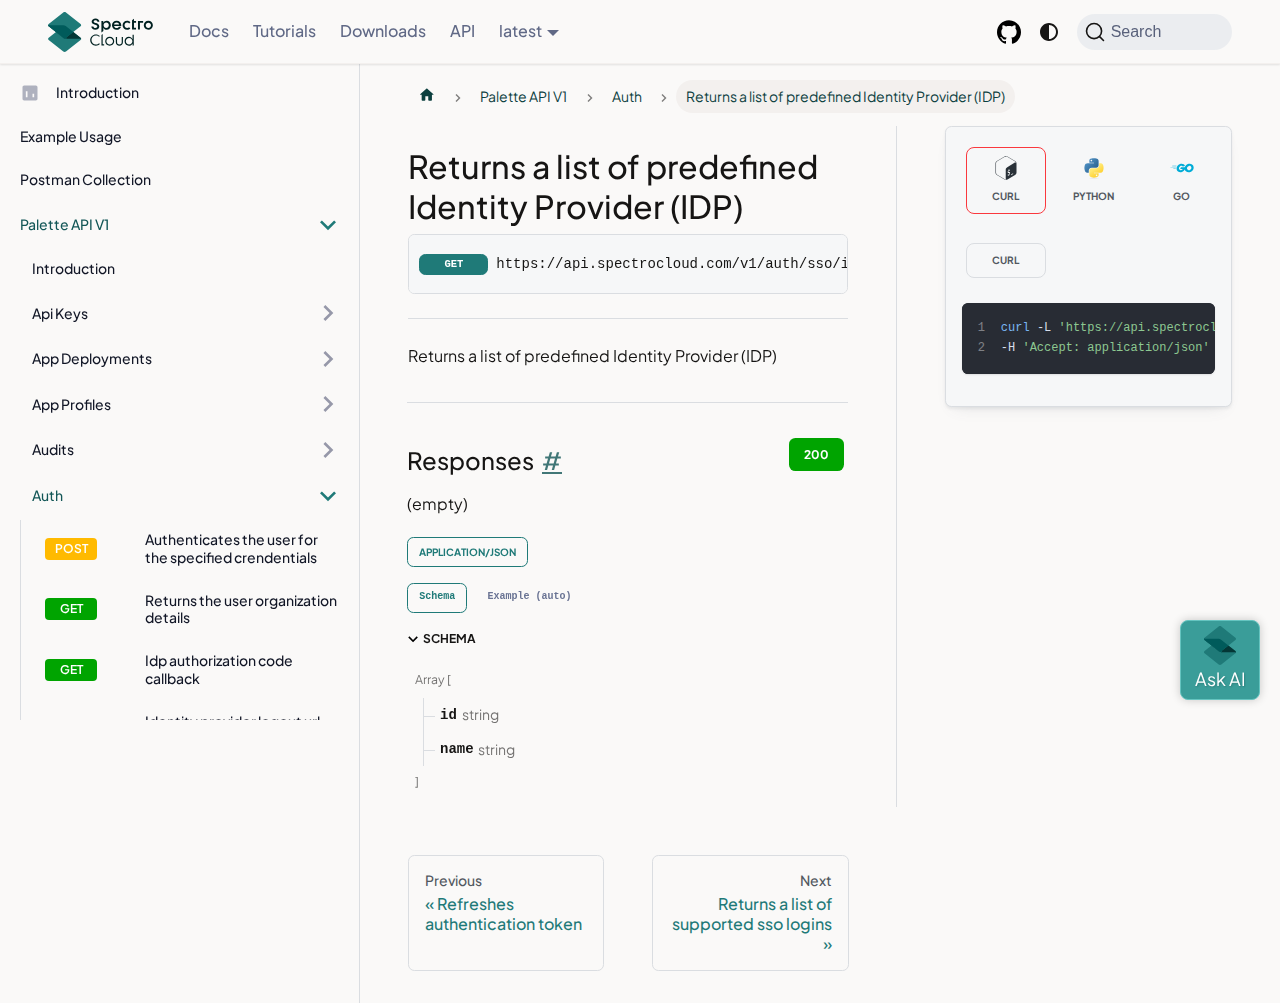 Spectro Cloud
Docs
Tutorials
Downloads
API
latest
Search
Introduction
Example Usage
Postman Collection
Palette API V1
Introduction
Api Keys
App Deployments
App Profiles
Audits
Auth
POST
Authenticates the user for
the specified crendentials
GET
Returns the user organization
details
GET
Idp authorization code
callback
Identity provider logout url
Palette API V1
Auth
Returns a list of predefined Identity Provider (IDP)
Returns a list of predefined
Identity Provider (IDP)
GET https://api.spectrocloud.com/v1/auth/sso/i
Returns a list of predefined Identity Provider (IDP)
Responses #
200
(empty)
APPLICATION/JSON
Schema
Example (auto)
SCHEMA
Array [
id string
name string
]
Previous
« Refreshes
authentication token
Next
Returns a list of
supported sso logins
»
CURL
PYTHON
GO
GO
CURL
1 curl -L 'https://api.spectrocl
2 -H 'Accept: application/json'
Ask AI